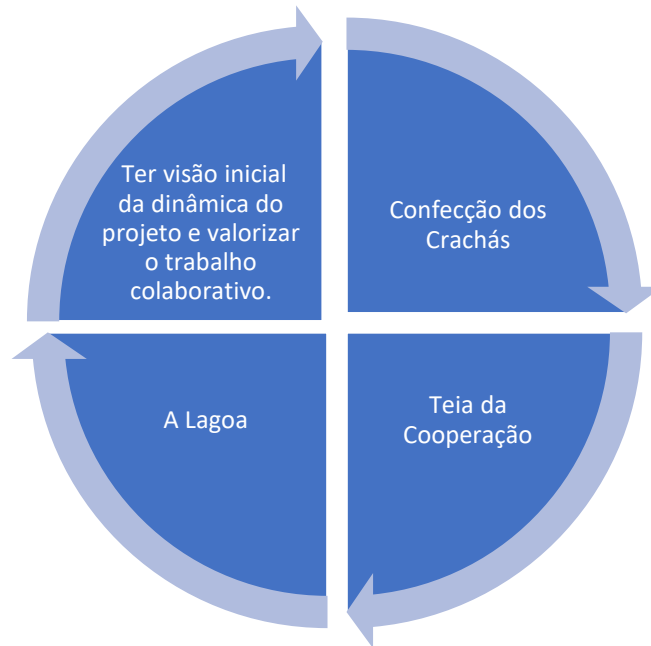 Ter visão inicial
da dinâmica do
projeto e valorizar
o trabalho
colaborativo.
Confecção dos
Crachás
A Lagoa
Teia da
Cooperação